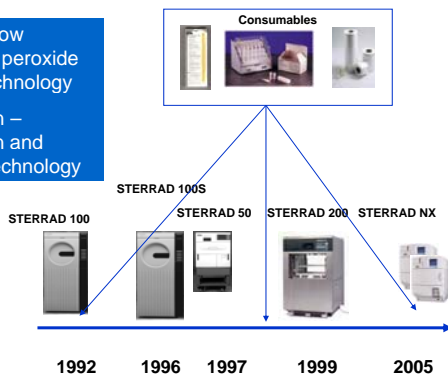 ow
peroxide
chnology
n –
n and
echnology
Consumables
STERRAD 100
STERRAD 100S
STERRAD 50
STERRAD 200
STERRAD NX
1992
1996
1997
1999
2005